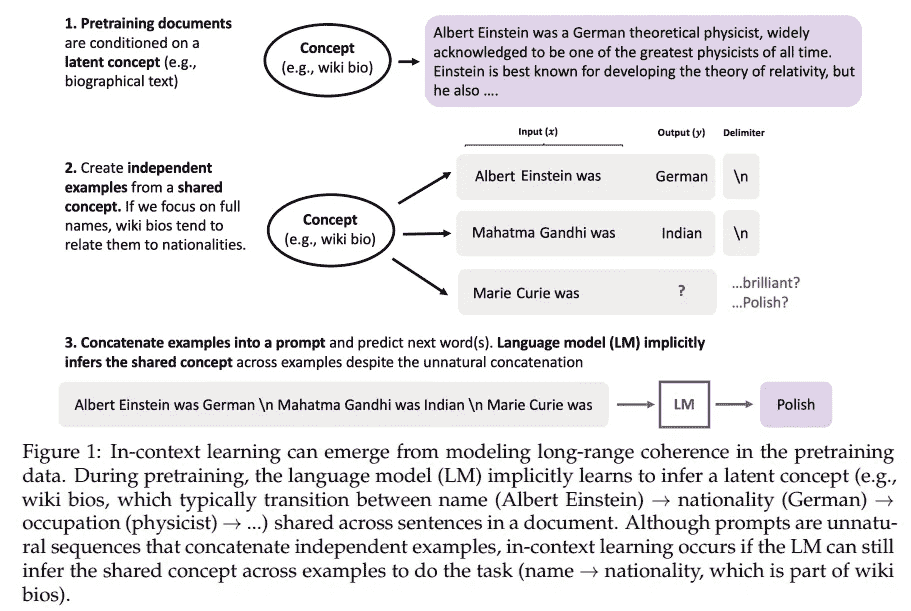 1. Pretraining documents
are conditioned on a
latent concept (e.g.,
biographical text)
Concept
(e.g., wiki bio)
Albert Einstein was a German theoretical physicist, widely
acknowledged to be one of the greatest physicists of all time.
Einstein is best known for developing the theory of relativity, but
he also ....
Input (x)
Output (y)
Delimiter
2. Create independent
examples from a shared
concept. If we focus on full
names, wiki bios tend to
relate them to nationalities.
Concept
(e.g., wiki bio)
Albert Einstein was
German
\n
Mahatma Gandhi was
Indian
\n
Marie Curie was
?
...brilliant?
...Polish?
3. Concatenate examples into a prompt and predict next word(s). Language model (LM) implicitly
infers the shared concept across examples despite the unnatural concatenation
Albert Einstein was German \n Mahatma Gandhi was Indian \n Marie Curie was
LM
Polish
Figure 1: In-context learning can emerge from modeling long-range coherence in the pretraining
data. During pretraining, the language model (LM) implicitly learns to infer a latent concept (e.g.,
wiki bios, which typically transition between name (Albert Einstein) → nationality (German) →
occupation (physicist) → ...) shared across sentences in a document. Although prompts are unnatu-
ral sequences that concatenate independent examples, in-context learning occurs if the LM can still
infer the shared concept across examples to do the task (name → nationality, which is part of wiki
bios).